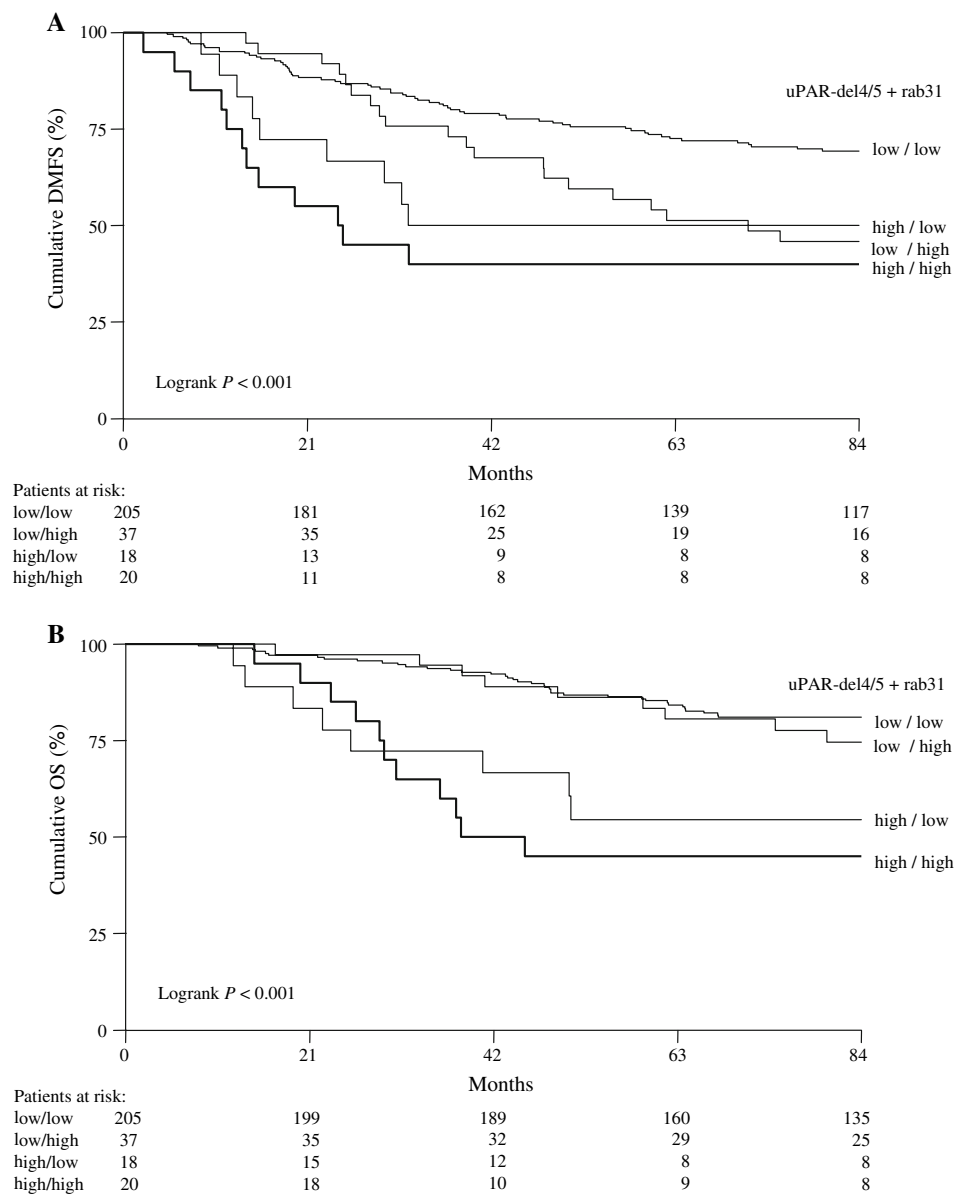 A
100
uPAR-del4/5 + rab31
75
low / low
Cumulative DMFS (%)
50
high / low
low / high
high / high
25
Logrank P < 0.001
0
0 21 42 63 84
Months
Patients at risk:
low/low 205 181 162 139 117
low/high 37 35 25 19 16
high/low 18 13 9 8 8
high/high 20 11 8 8 8
B
100
uPAR-del4/5 + rab31
low / low
75
low / high
Cumulative OS (%)
high / low
50
high / high
25
Logrank P < 0.001
0
0 21 42 63 84
Months
Patients at risk:
low/low 205 199 189 160 135
low/high 37 35 32 29 25
high/low 18 15 12 8 8
high/high 20 18 10 9 8